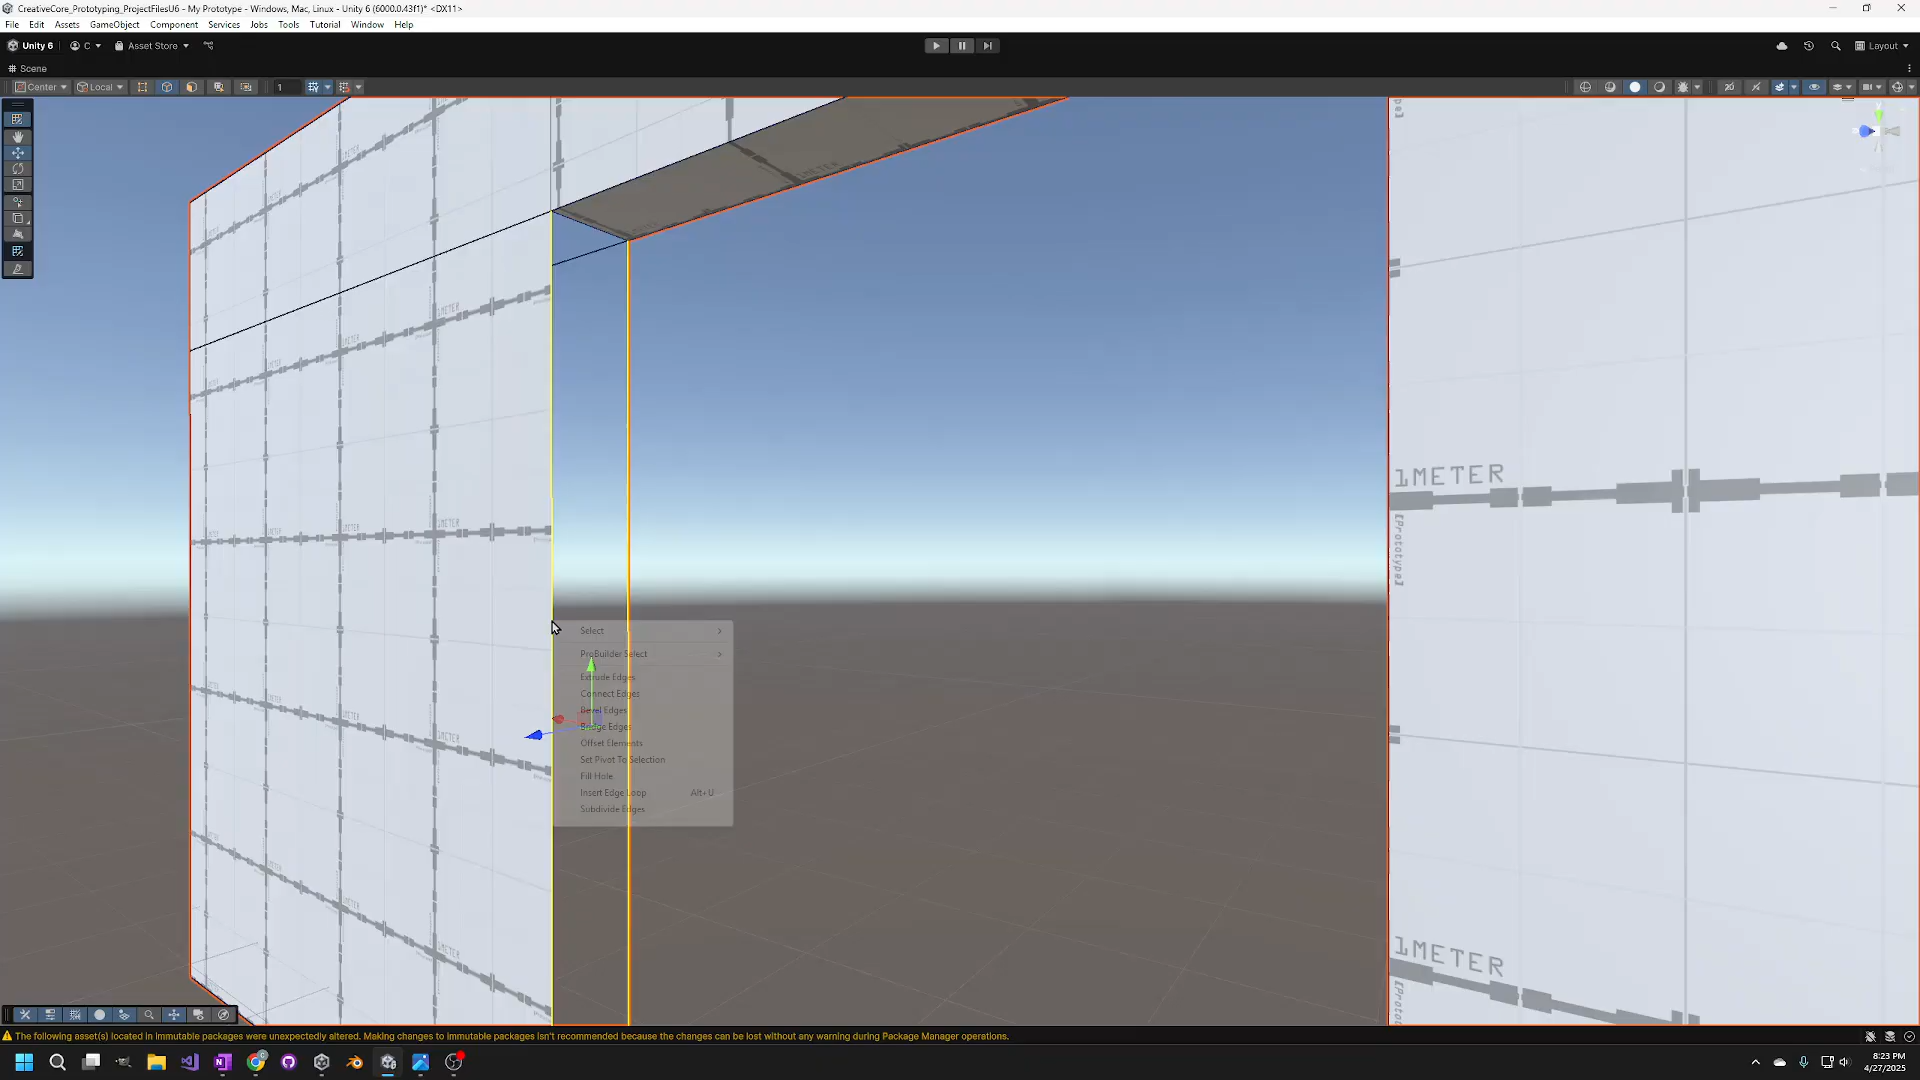 CreativeCore_Prototyping_ProjectFilesU6 - My Prototype - Windows, Mac, Linux - Unity 6 (6000.0.43f1)* <DX11>
File Edit Assets GameObject Component Services Jobs Tools Tutorial Window Help
Unity 6 C Asset Store Layout
Scene
Center Local 1
1METER
[Prototype]
1METER
Select
ProBuilder Select
Extrude Edges
Connect Edges
Bevel Edges
Bridge Edges
Offset Elements
Set Pivot To Selection
Fill Hole
Insert Edge Loop Alt+U
Subdivide Edges
The following asset(s) located in immutable packages were unexpectedly altered. Making changes to immutable packages isn't recommended because the changes can be lost without any warning during Package Manager operations.
8:23 PM
4/27/2025